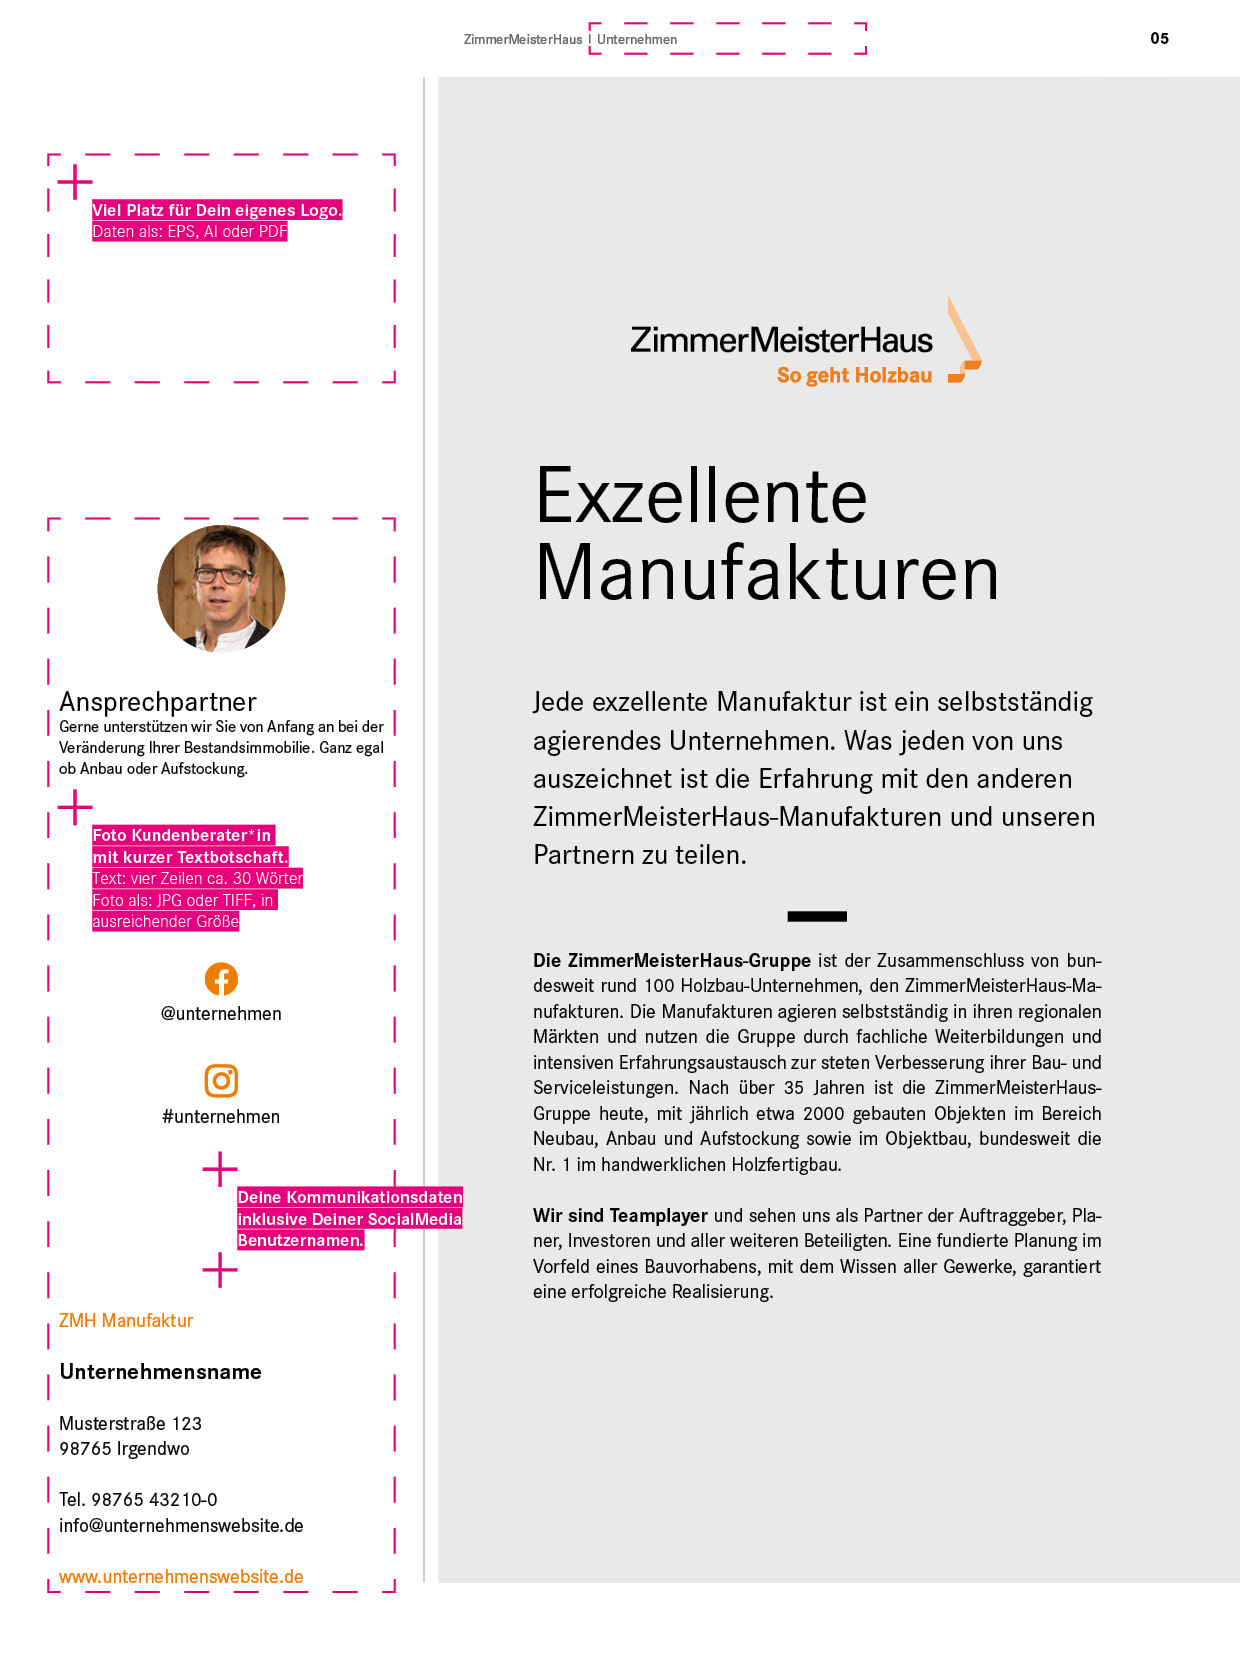 ZimmerMeisterHaus | Unternehmen
05
Viel Platz für Dein eigenes Logo.
Daten als: EPS, AI oder PDF
Ansprechpartner
Gerne unterstützen wir Sie von Anfang an bei der
Veränderung Ihrer Bestandsimmobilie. Ganz egal
ob Anbau oder Aufstockung.
Foto Kundenberater*in
mit kurzer Textbotschaft.
Text: vier Zeilen ca. 30 Wörter
Foto als: JPG oder TIFF, in
ausreichender Größe
@unternehmen
#unternehmen
Deine Kommunikationsdaten
inklusive Deiner SocialMedia
Benutzernamen.
ZMH Manufaktur
Unternehmensname
Musterstraße 123
98765 Irgendwo
Tel. 98765 43210-0
info@unternehmenswebsite.de
www.unternehmenswebsite.de
ZimmerMeisterHaus
So geht Holzbau
Exzellente
Manufakturen
Jede exzellente Manufaktur ist ein selbstständig
agierendes Unternehmen. Was jeden von uns
auszeichnet ist die Erfahrung mit den anderen
ZimmerMeisterHaus-Manufakturen und unseren
Partnern zu teilen.
Die ZimmerMeisterHaus-Gruppe ist der Zusammenschluss von bun-
desweit rund 100 Holzbau-Unternehmen, den ZimmerMeisterHaus-Ma-
nufakturen. Die Manufakturen agieren selbstständig in ihren regionalen
Märkten und nutzen die Gruppe durch fachliche Weiterbildungen und
intensiven Erfahrungsaustausch zur steten Verbesserung ihrer Bau- und
Serviceleistungen. Nach über 35 Jahren ist die ZimmerMeisterHaus-
Gruppe heute, mit jährlich etwa 2000 gebauten Objekten im Bereich
Neubau, Anbau und Aufstockung sowie im Objektbau, bundesweit die
Nr. 1 im handwerklichen Holzfertigbau.
Wir sind Teamplayer und sehen uns als Partner der Auftraggeber, Pla-
ner, Investoren und aller weiteren Beteiligten. Eine fundierte Planung im
Vorfeld eines Bauvorhabens, mit dem Wissen aller Gewerke, garantiert
eine erfolgreiche Realisierung.